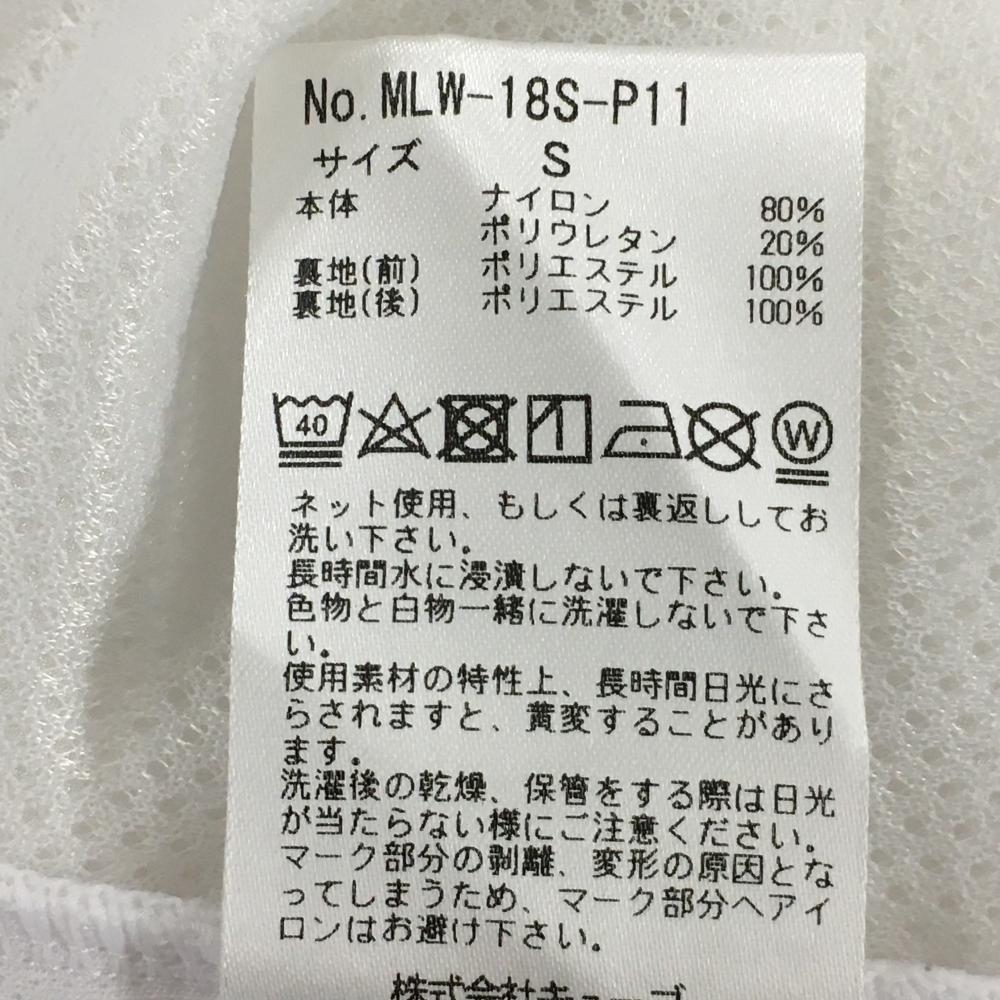 No. MLW-18S-P11
サイズ S
本体 ナイロン 80%
ポリウレタン 20%
裏地(前) ポリエステル 100%
裏地(後) ポリエステル 100%
40 W
ネット使用、もしくは裏返ししてお
洗い下さい。
長時間水に浸漬しないで下さい。
色物と白物一緒に洗濯しないで下さ
い。
使用素材の特性上、長時間日光にさ
らされますと、黄変することがあり
ます。
洗濯後の乾燥、保管をする際は日光
が当たらない様にご注意ください。
マーク部分の剥離、変形の原因とな
ってしまうため、マーク部分へアイ
ロンはお避け下さい。
株式会社キューブ